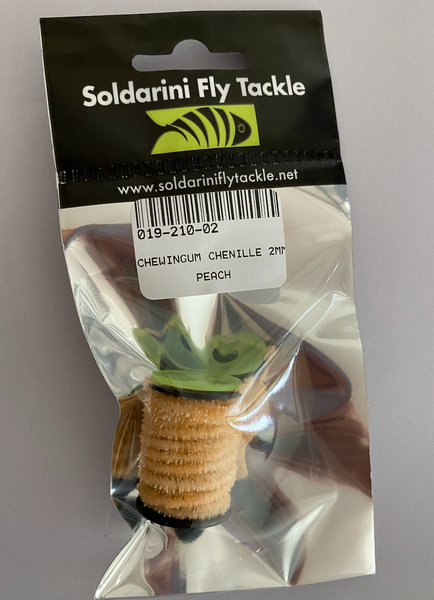 Soldarini Fly Tackle
www.soldariniflytackle.net
019-210-02
CHEWINGUM CHENILLE 2MM
PEACH